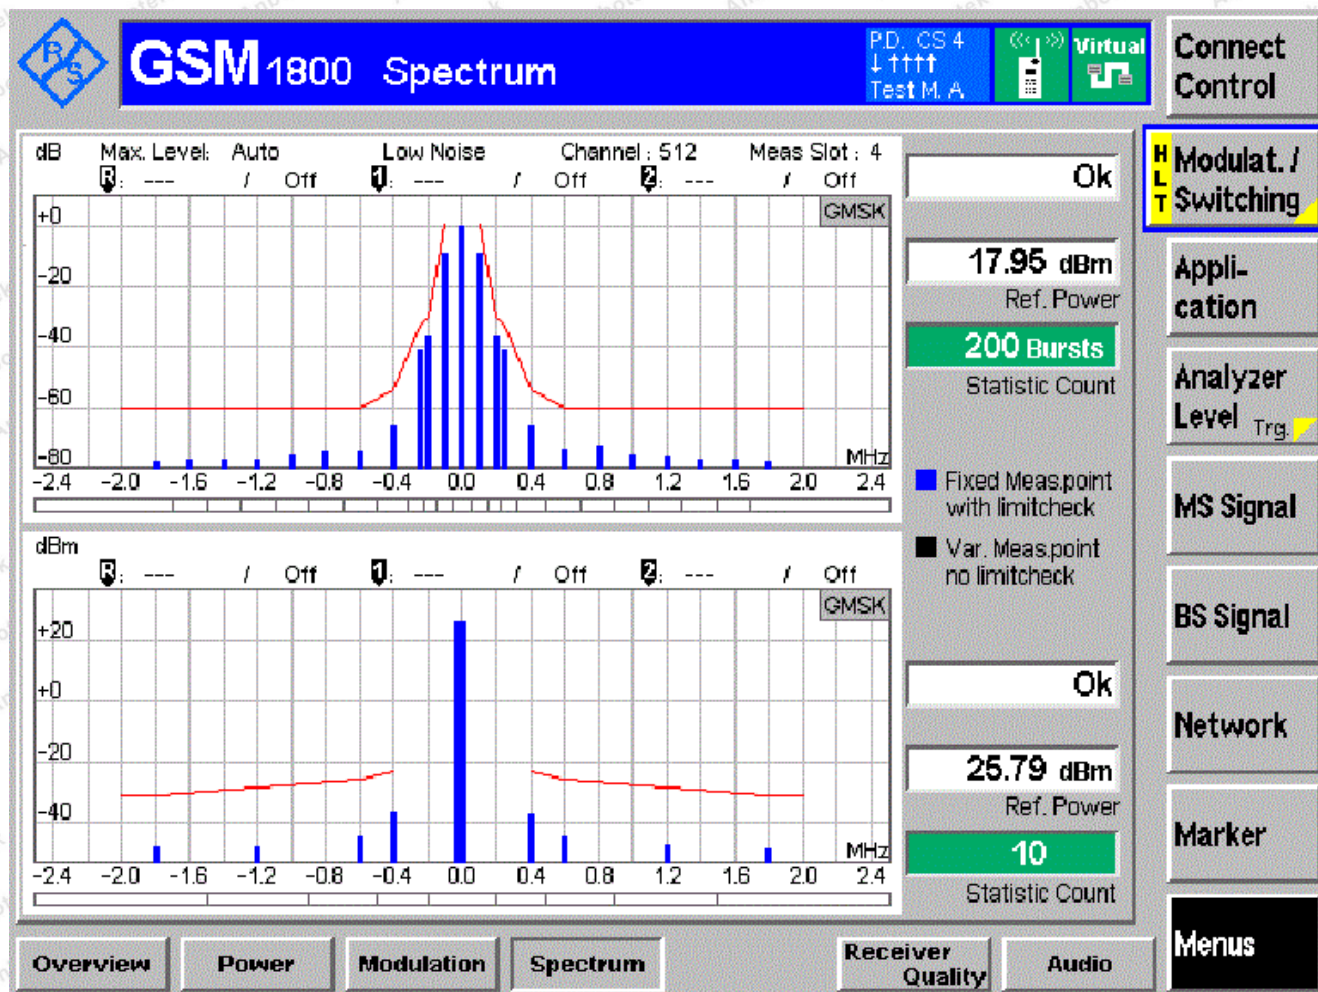 R&S
GSM 1800 Spectrum
P.D. CS 4
↓ ↑↑↑↑
Test M. A.
Virtual
Connect
Control
dB Max. Level: Auto Low Noise Channel : 512 Meas Slot : 4
R : --- / Off 1 : --- / Off 2 : --- / Off
GMSK
+0
-20
-40
-60
-80
MHz
-2.4 -2.0 -1.6 -1.2 -0.8 -0.4 0.0 0.4 0.8 1.2 1.6 2.0 2.4
Ok
17.95 dBm
Ref. Power
200 Bursts
Statistic Count
Fixed Meas.point
with limitcheck
Var. Meas.point
no limitcheck
dBm
R : --- / Off 1 : --- / Off 2 : --- / Off
GMSK
+20
+0
-20
-40
MHz
-2.4 -2.0 -1.6 -1.2 -0.8 -0.4 0.0 0.4 0.8 1.2 1.6 2.0 2.4
Ok
25.79 dBm
Ref. Power
10
Statistic Count
HLT
Modulat. /
Switching
Appli-
cation
Analyzer
Level Trg.
MS Signal
BS Signal
Network
Marker
Menus
Overview
Power
Modulation
Spectrum
Receiver
Quality
Audio